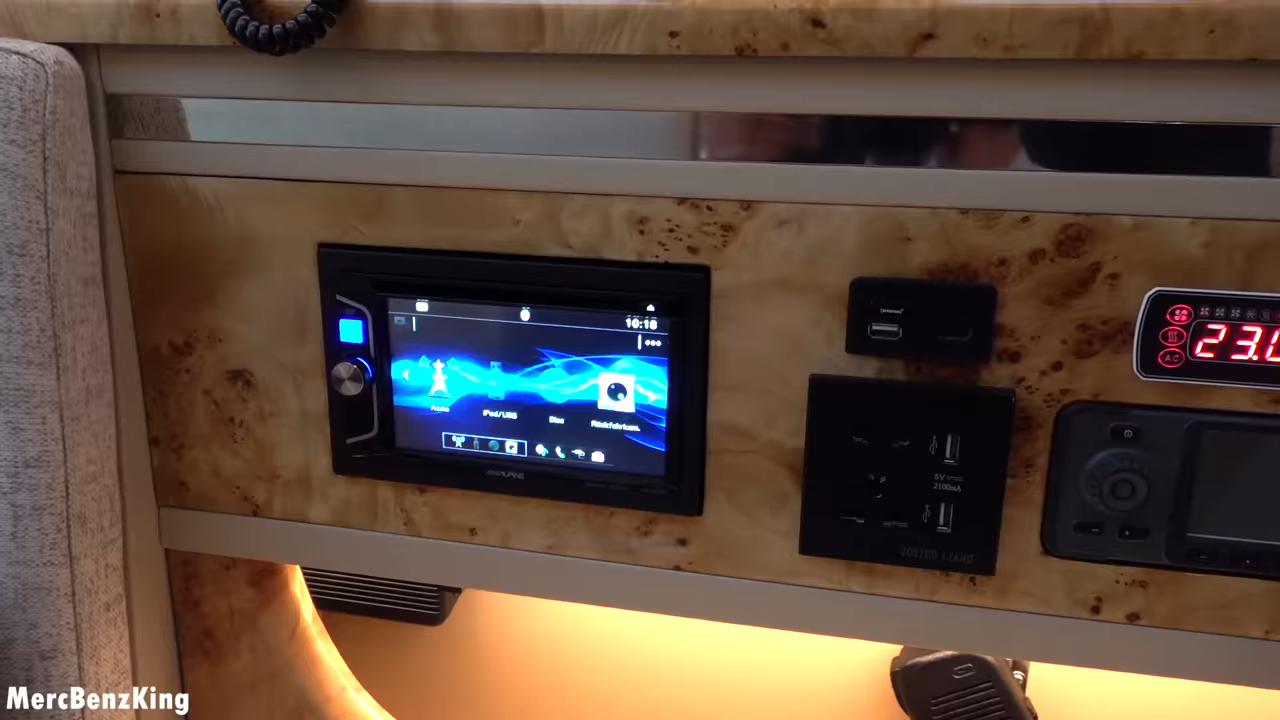 10:18
Radio
iPod/USB
Disc
Rückfahrkam.
ALPINE
5V
2100mA
A/C
23.0
MercBenzKing